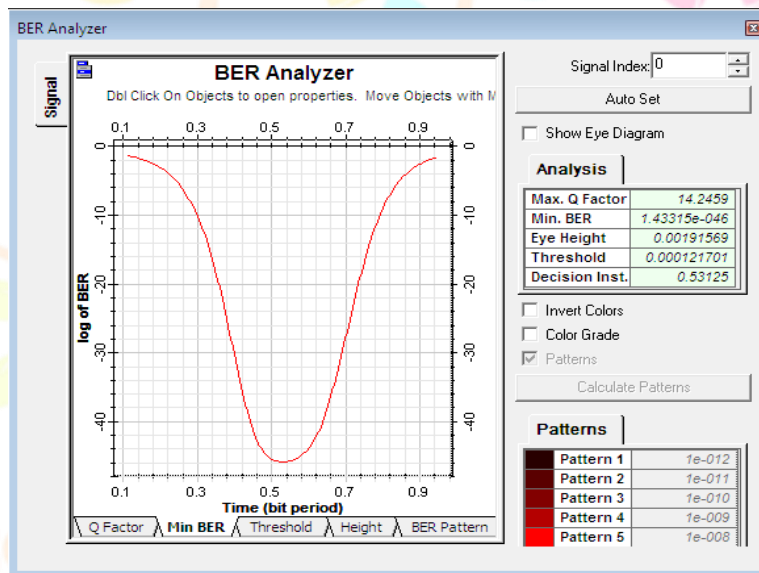 BER Analyzer
Signal
BER Analyzer
Dbl Click On Objects to open properties. Move Objects with M
0.1 0.3 0.5 0.7 0.9
0 0
-10 -10
-20 -20
-30 -30
-40 -40
log of BER
0.1 0.3 0.5 0.7 0.9
Time (bit period)
Q Factor Min BER Threshold Height BER Pattern
Signal Index: 0
Auto Set
Show Eye Diagram
Analysis
Max. Q Factor 14.2459
Min. BER 1.43315e-046
Eye Height 0.00191569
Threshold 0.000121701
Decision Inst. 0.53125
Invert Colors
Color Grade
Patterns
Calculate Patterns
Patterns
Pattern 1 1e-012
Pattern 2 1e-011
Pattern 3 1e-010
Pattern 4 1e-009
Pattern 5 1e-008